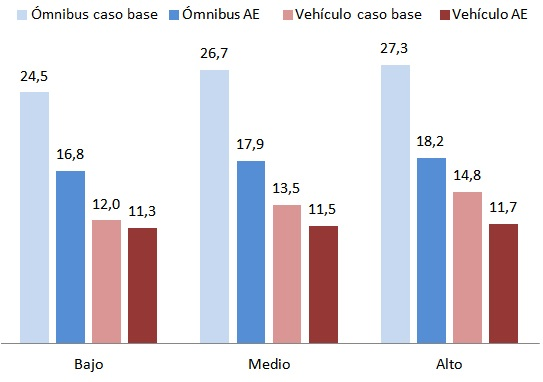 Ómnibus caso base Ómnibus AE Vehículo caso base Vehículo AE
27,3
26,7
24,5
17,9 18,2
16,8
14,8
13,5
12,0 11,3 11,5 11,7
Bajo Medio Alto